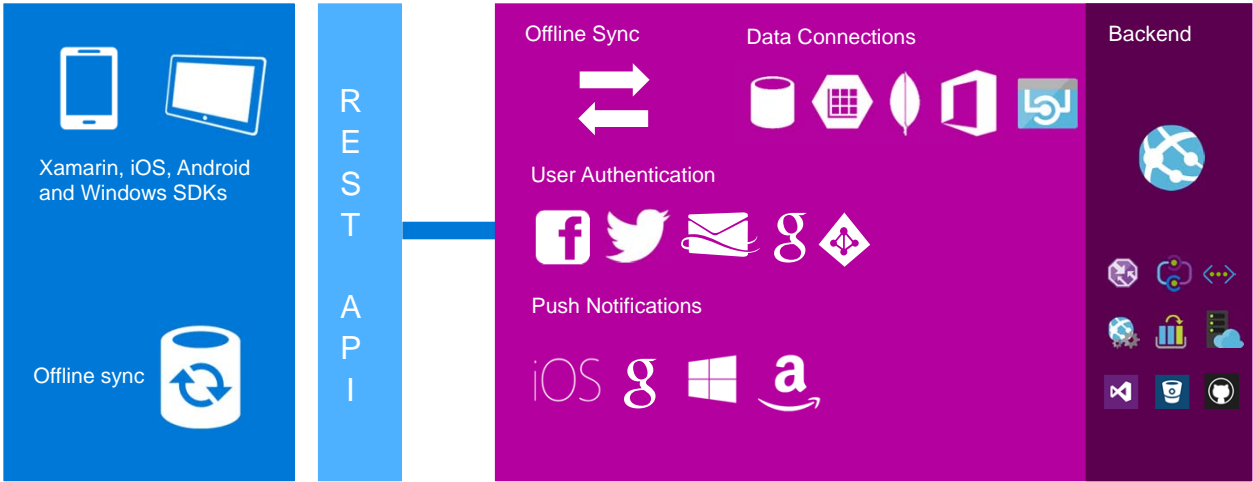 Xamarin, iOS, Android
and Windows SDKs
Offline sync
R
E
S
T
A
P
I
Offline Sync
Data Connections
User Authentication
f
g
Push Notifications
iOS
g
a
Backend